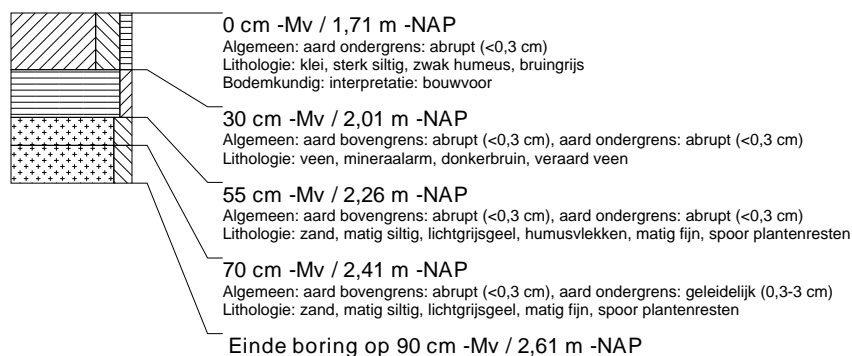 0 cm -Mv / 1,71 m -NAP
Algemeen: aard ondergrens: abrupt (<0,3 cm)
Lithologie: klei, sterk siltig, zwak humeus, bruingrijs
Bodemkundig: interpretatie: bouwvoor
30 cm -Mv / 2,01 m -NAP
Algemeen: aard bovengrens: abrupt (<0,3 cm), aard ondergrens: abrupt (<0,3 cm)
Lithologie: veen, mineraalarm, donkerbruin, veraard veen
55 cm -Mv / 2,26 m -NAP
Algemeen: aard bovengrens: abrupt (<0,3 cm), aard ondergrens: abrupt (<0,3 cm)
Lithologie: zand, matig siltig, lichtgrijsgeel, humusvlekken, matig fijn, spoor plantenresten
70 cm -Mv / 2,41 m -NAP
Algemeen: aard bovengrens: abrupt (<0,3 cm), aard ondergrens: geleidelijk (0,3-3 cm)
Lithologie: zand, matig siltig, lichtgrijsgeel, matig fijn, spoor plantenresten
Einde boring op 90 cm -Mv / 2,61 m -NAP